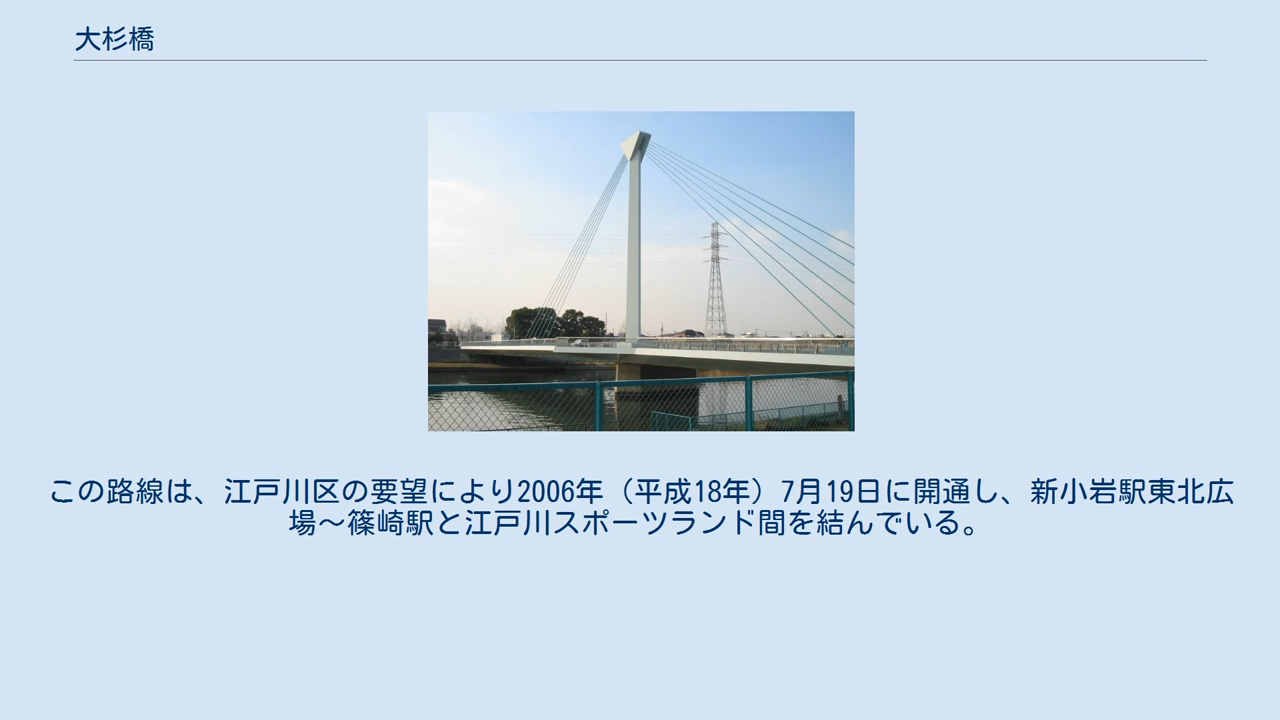 大杉橋
この路線は、江戸川区の要望により2006年（平成18年）7月19日に開通し、新小岩駅東北広
場～篠崎駅と江戸川スポーツランド間を結んでいる。